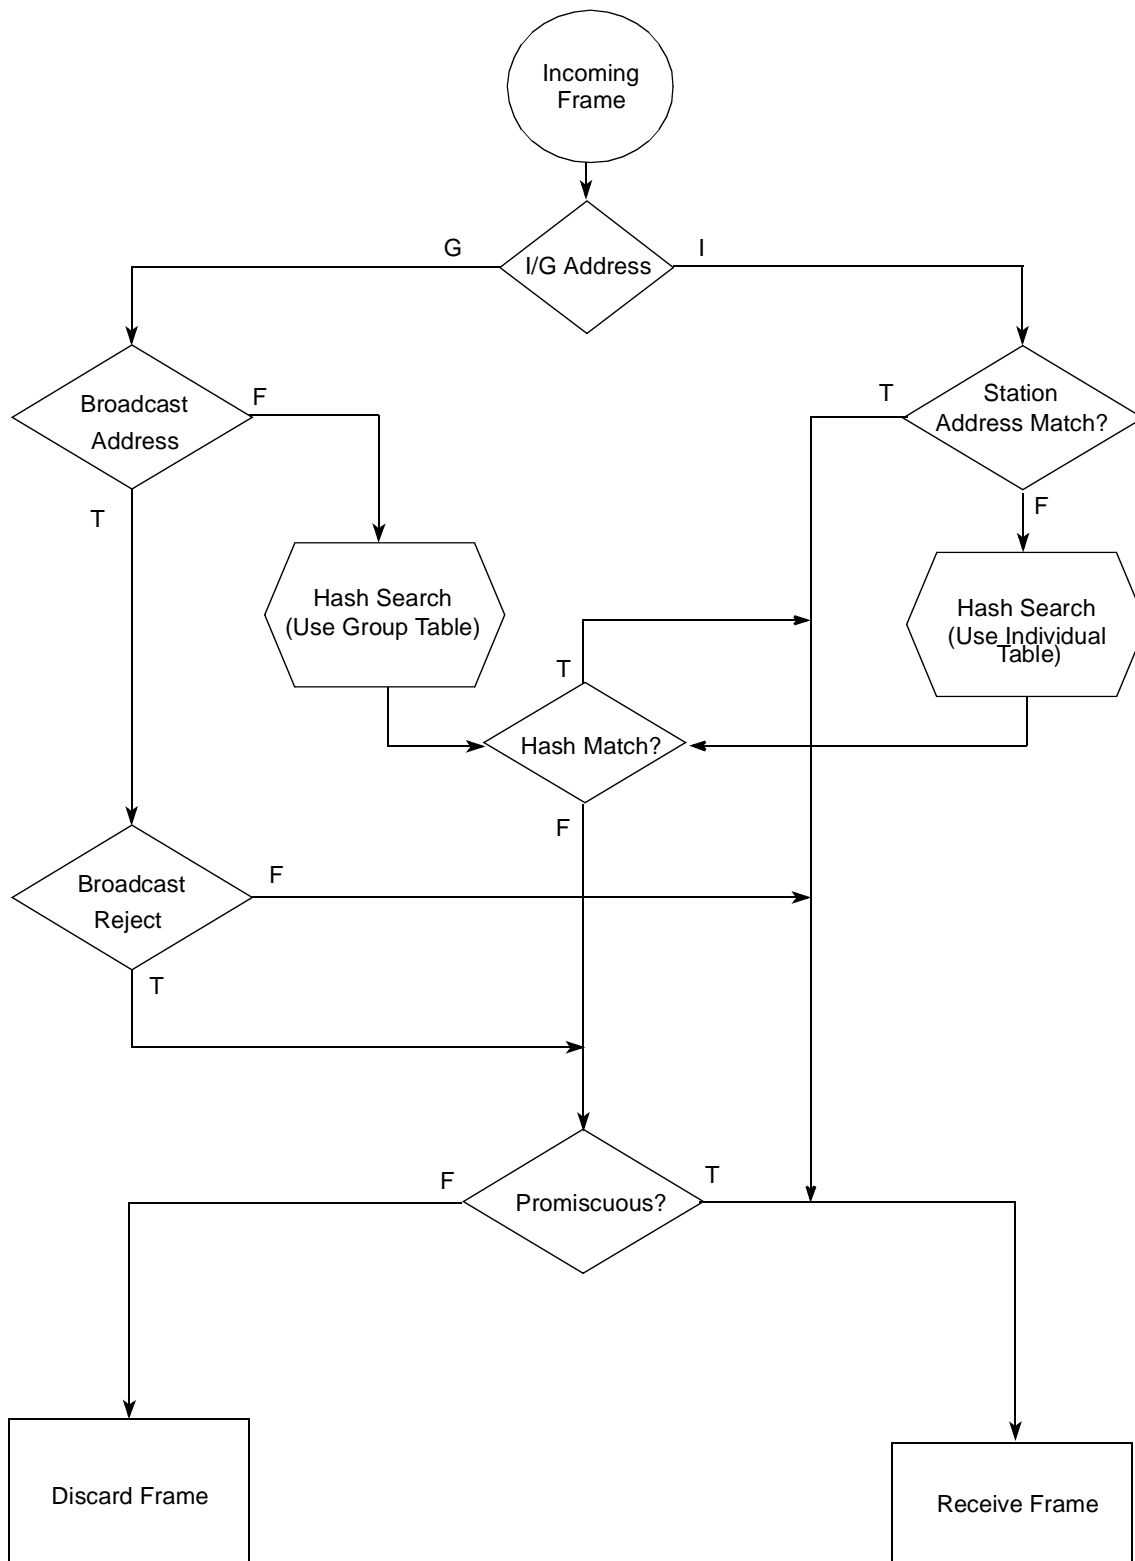 Incoming
Frame
G
I
I/G Address
F
T
Broadcast
Address
Station
Address Match?
T
F
Hash Search
(Use Group Table)
Hash Search
(Use Individual
Table)
T
Hash Match?
F
Broadcast
Reject
F
T
F
T
Promiscuous?
Discard Frame
Receive Frame